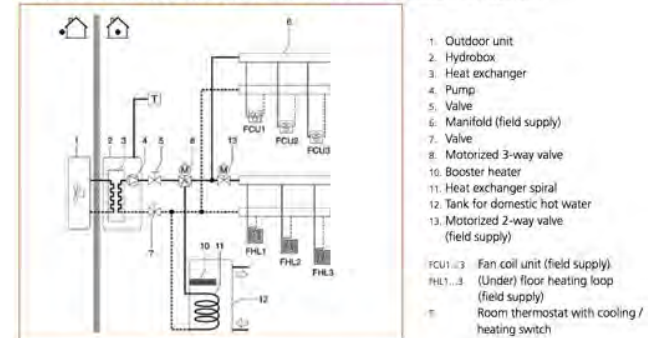 6
T
1
2
3
4
5
8
13
FCU1
FCU2
FCU3
M
M
7
FHL1
FHL2
FHL3
10
11
12
1. Outdoor unit
2. Hydrobox
3. Heat exchanger
4. Pump
5. Valve
6. Manifold (field supply)
7. Valve
8. Motorized 3-way valve
10. Booster heater
11. Heat exchanger spiral
12. Tank for domestic hot water
13. Motorized 2-way valve
(field supply)
FCU1...3 Fan coil unit (field supply)
FHL1...3 (Under) floor heating loop
(field supply)
Room thermostat with cooling /
heating switch